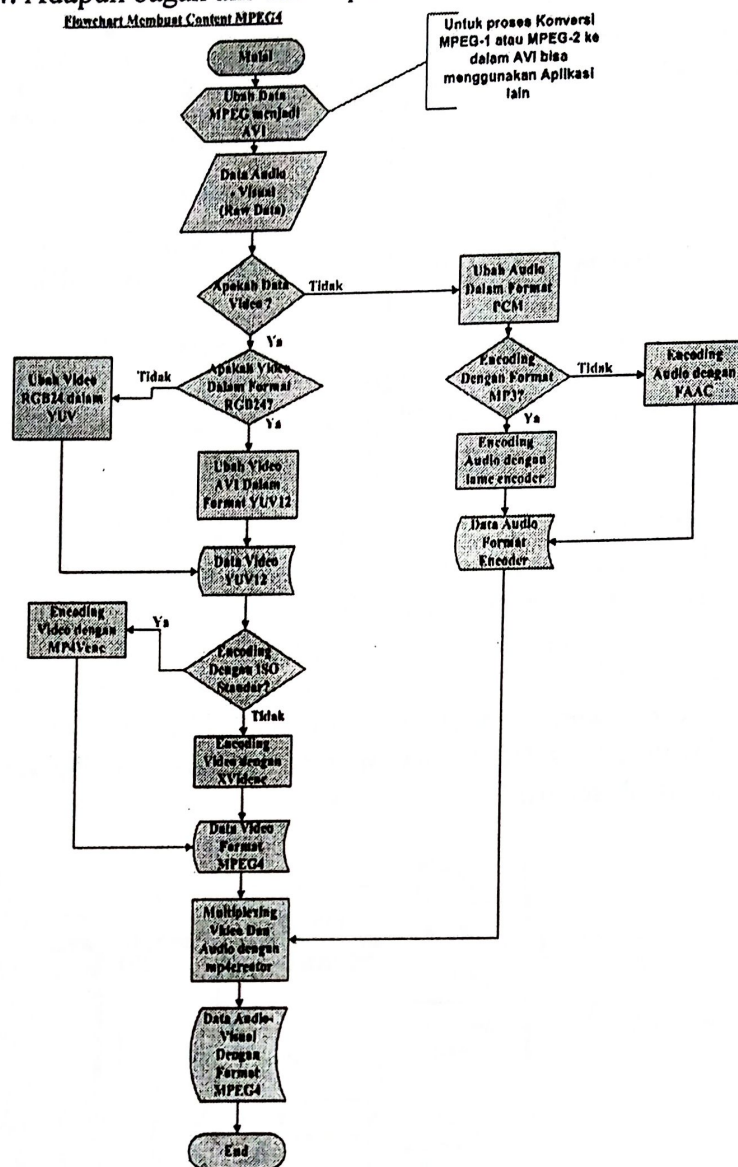 Flowchart Membuat Content MPEG4
Untuk proses Konversi
MPEG-1 atau MPEG-2 ke
dalam AVI bisa
menggunakan Aplikasi
lain
Mulai
Ubah Data
MPEG menjadi
AVI
Data Audio
- Visual
(Raw Data)
Apakah Data
Video ?
Tidak
Ubah Audio
Dalam Format
PCM
Ya
Apakah Video
Dalam Format
RGB24?
Tidak
Ubah Video
RGB24 dalam
YUV
Ya
Encoding
Dengan Format
MP3?
Tidak
Encoding
Audio dengan
FAAC
Ya
Ubah Video
AVI Dalam
Format YUV12
Encoding
Audio dengan
lame encoder
Data Video
YUV12
Data Audio
Format
Encoder
Encoding
Dengan ISO
Standar?
Ya
Encoding
Video dengan
MP4Venc
Tidak
Encoding
Video dengan
XVidenc
Data Video
Format
MPEG4
Multiplexing
Video Dan
Audio dengan
mp4creator
Data Audio-
Visual
Dengan
Format
MPEG4
End